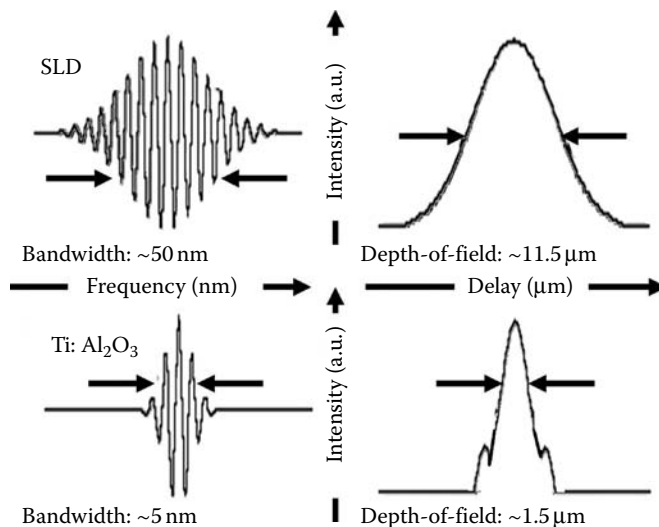 SLD
Intensity (a.u.)
Bandwidth: ~50 nm
Depth-of-field: ~11.5 µm
Frequency (nm)
Delay (µm)
Ti: Al₂O₃
Intensity (a.u.)
Bandwidth: ~5 nm
Depth-of-field: ~1.5 µm